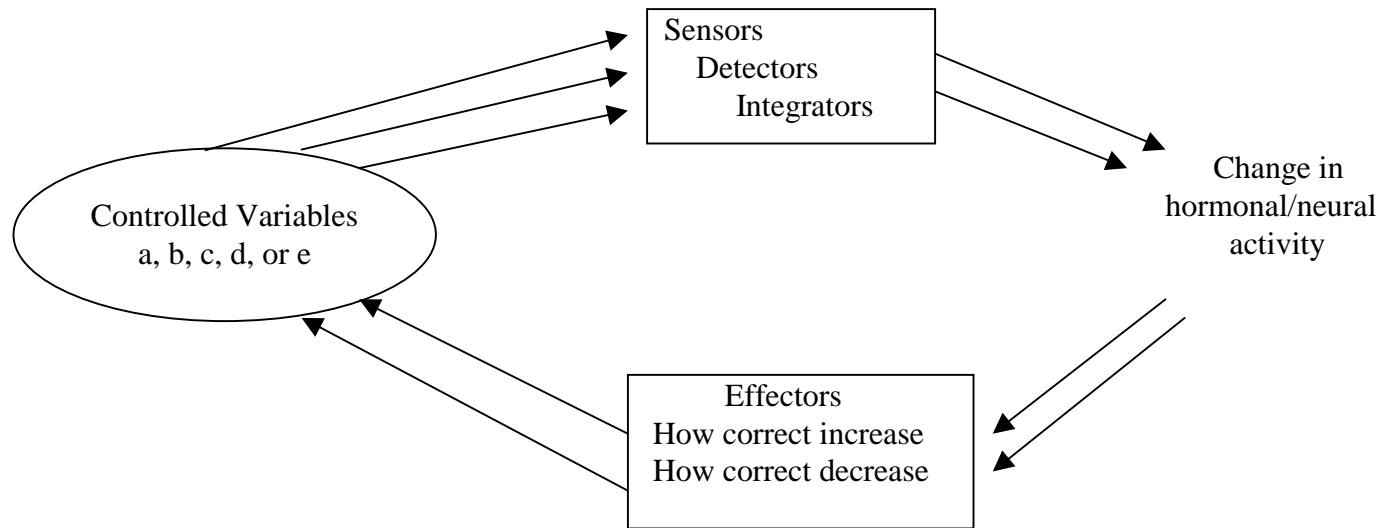 Sensors
Detectors
Integrators
Change in
hormonal/neural
activity
Controlled Variables
a, b, c, d, or e
Effectors
How correct increase
How correct decrease